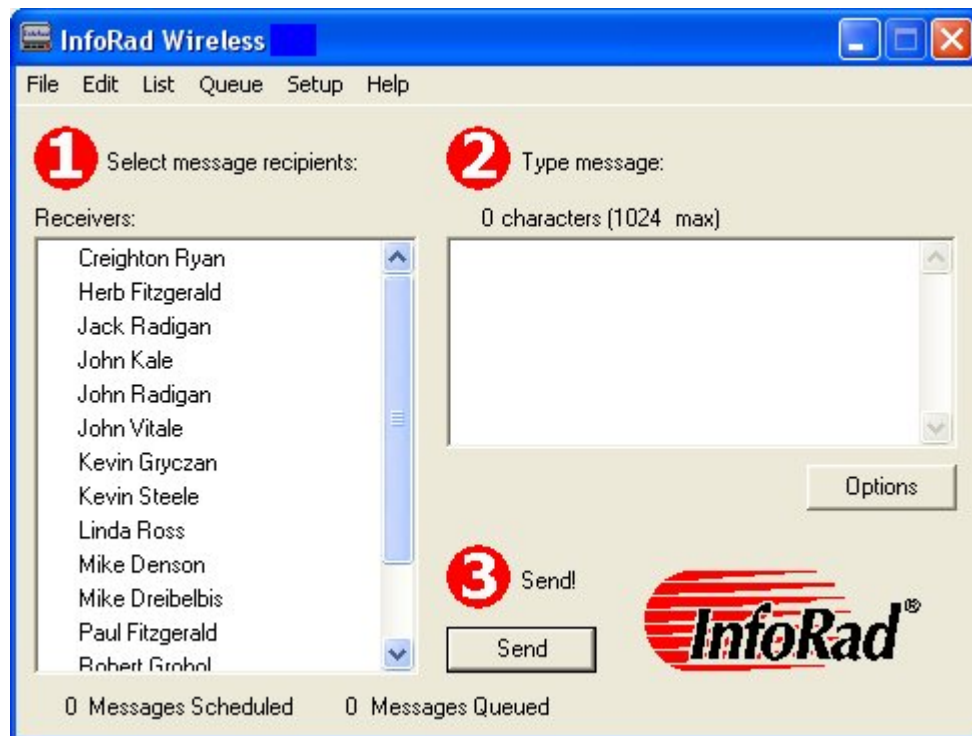 InfoRad Wireless
File Edit List Queue Setup Help
1 Select message recipients:
2 Type message:
Receivers:
0 characters (1024 max)
Creighton Ryan
Herb Fitzgerald
Jack Radigan
John Kale
John Radigan
John Vitale
Kevin Gryczan
Kevin Steele
Linda Ross
Mike Denson
Mike Dreibelbis
Paul Fitzgerald
Robert Grohol
Options
3 Send!
Send
InfoRad®
0 Messages Scheduled 0 Messages Queued